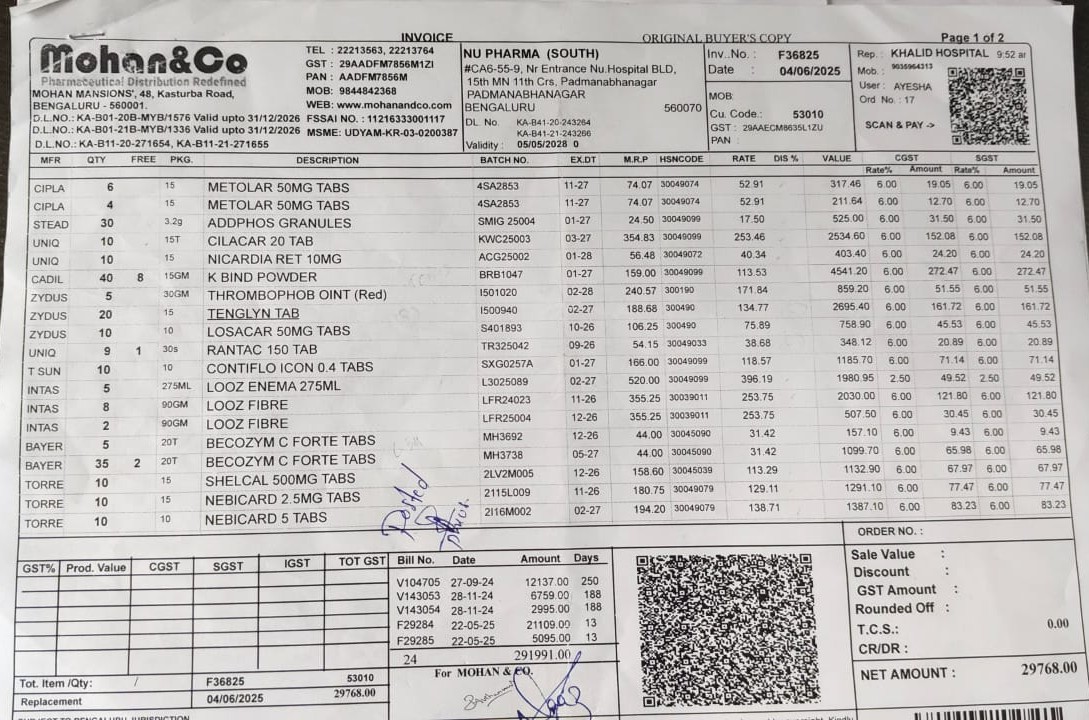 INVOICE ORIGINAL BUYER'S COPY Page 1 of 2
Mohan&Co
Pharmaceutical Distribution Redefined
MOHAN MANSIONS', 48, Kasturba Road,
BENGALURU - 560001.
D.L.NO.: KA-B01-20B-MYB/1576 Valid upto 31/12/2026
D.L.NO.: KA-B01-21B-MYB/1336 Valid upto 31/12/2026
D.L.NO.: KA-B11-20-271654, KA-B11-21-271655
TEL : 22213563, 22213764
GST : 29AADFM7856M1ZI
PAN : AADFM7856M
MOB: 9844842368
WEB: www.mohanandco.com
FSSAI NO. : 11216333001117
MSME: UDYAM-KR-03-0200387
NU PHARMA (SOUTH)
#CA6-55-9, Nr Entrance Nu.Hospital BLD,
15th MN 11th Crs, Padmanabhanagar
PADMANABHANAGAR
BENGALURU 560070
DL No. KA-B41-20-243264
KA-B41-21-243266
Validity : 05/05/2028 0
Inv..No. : F36825
Date : 04/06/2025
MOB:
Cu. Code.: 53010
GST : 29AAECM8635L1ZU
PAN :
Rep.: KHALID HOSPITAL 9:52 ar
Mob. : 9535964313
User : AYESHA
Ord No. : 17
SCAN & PAY ->
MFR QTY FREE PKG. DESCRIPTION BATCH NO. EX.DT M.R.P HSNCODE RATE DIS % VALUE CGST SGST
Rate% Amount Rate% Amount
CIPLA 6 15 METOLAR 50MG TABS 4SA2853 11-27 74.07 30049074 52.91 317.46 6.00 19.05 6.00 19.05
CIPLA 4 15 METOLAR 50MG TABS 4SA2853 11-27 74.07 30049074 52.91 211.64 6.00 12.70 6.00 12.70
STEAD 30 3.2g ADDPHOS GRANULES SMIG 25004 01-27 24.50 30049099 17.50 525.00 6.00 31.50 6.00 31.50
UNIQ 10 15T CILACAR 20 TAB KWC25003 03-27 354.83 30049099 253.46 2534.60 6.00 152.08 6.00 152.08
UNIQ 10 15 NICARDIA RET 10MG ACG25002 01-28 56.48 30049072 40.34 403.40 6.00 24.20 6.00 24.20
CADIL 40 8 15GM K BIND POWDER BRB1047 01-27 159.00 30049099 113.53 4541.20 6.00 272.47 6.00 272.47
ZYDUS 5 30GM THROMBOPHOB OINT (Red) I501020 02-28 240.57 300190 171.84 859.20 6.00 51.55 6.00 51.55
ZYDUS 20 15 TENGLYN TAB I500940 02-27 188.68 300490 134.77 2695.40 6.00 161.72 6.00 161.72
ZYDUS 10 10 LOSACAR 50MG TABS S401893 10-26 106.25 300490 75.89 758.90 6.00 45.53 6.00 45.53
UNIQ 9 1 30s RANTAC 150 TAB TR325042 09-26 54.15 30049033 38.68 348.12 6.00 20.89 6.00 20.89
T SUN 10 10 CONTIFLO ICON 0.4 TABS SXG0257A 01-27 166.00 30049099 118.57 1185.70 6.00 71.14 6.00 71.14
INTAS 5 275ML LOOZ ENEMA 275ML L3025089 02-27 520.00 30049099 396.19 1980.95 2.50 49.52 2.50 49.52
INTAS 8 90GM LOOZ FIBRE LFR24023 11-26 355.25 30039011 253.75 2030.00 6.00 121.80 6.00 121.80
INTAS 2 90GM LOOZ FIBRE LFR25004 12-26 355.25 30039011 253.75 507.50 6.00 30.45 6.00 30.45
BAYER 5 20T BECOZYM C FORTE TABS MH3692 12-26 44.00 30045090 31.42 157.10 6.00 9.43 6.00 9.43
BAYER 35 2 20T BECOZYM C FORTE TABS MH3738 05-27 44.00 30045090 31.42 1099.70 6.00 65.98 6.00 65.98
TORRE 10 15 SHELCAL 500MG TABS 2LV2M005 12-26 158.60 30045039 113.29 1132.90 6.00 67.97 6.00 67.97
TORRE 10 15 NEBICARD 2.5MG TABS 2115L009 11-26 180.75 30049079 129.11 1291.10 6.00 77.47 6.00 77.47
TORRE 10 10 NEBICARD 5 TABS 2I16M002 02-27 194.20 30049079 138.71 1387.10 6.00 83.23 6.00 83.23
Posted
GST% Prod. Value CGST SGST IGST TOT GST
Bill No. Date Amount Days
V104705 27-09-24 12137.00 250
V143053 28-11-24 6759.00 188
V143054 28-11-24 2995.00 188
F29284 22-05-25 21109.00 13
F29285 22-05-25 5095.00 13
24 291991.00
ORDER NO. :
Sale Value :
Discount :
GST Amount :
Rounded Off :
T.C.S.: 0.00
CR/DR :
NET AMOUNT : 29768.00
Tot. Item /Qty: / F36825 53010
Replacement 04/06/2025 29768.00
For MOHAN & CO.
SUBJECT TO BENGALURU JURISDICTION